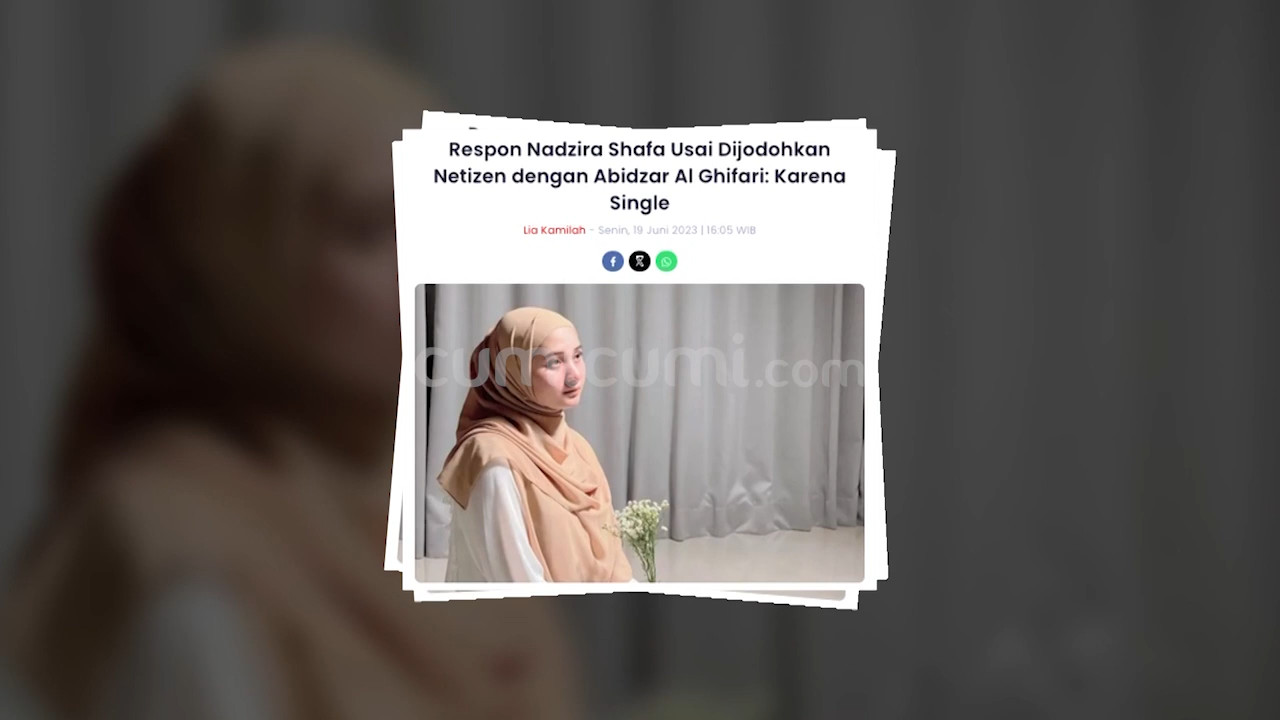 Respon Nadzira Shafa Usai Dijodohkan
Netizen dengan Abidzar Al Ghifari: Karena
Single
Lia Kamilah - Senin, 19 Juni 2023 | 16:05 WIB
cumicumi.com